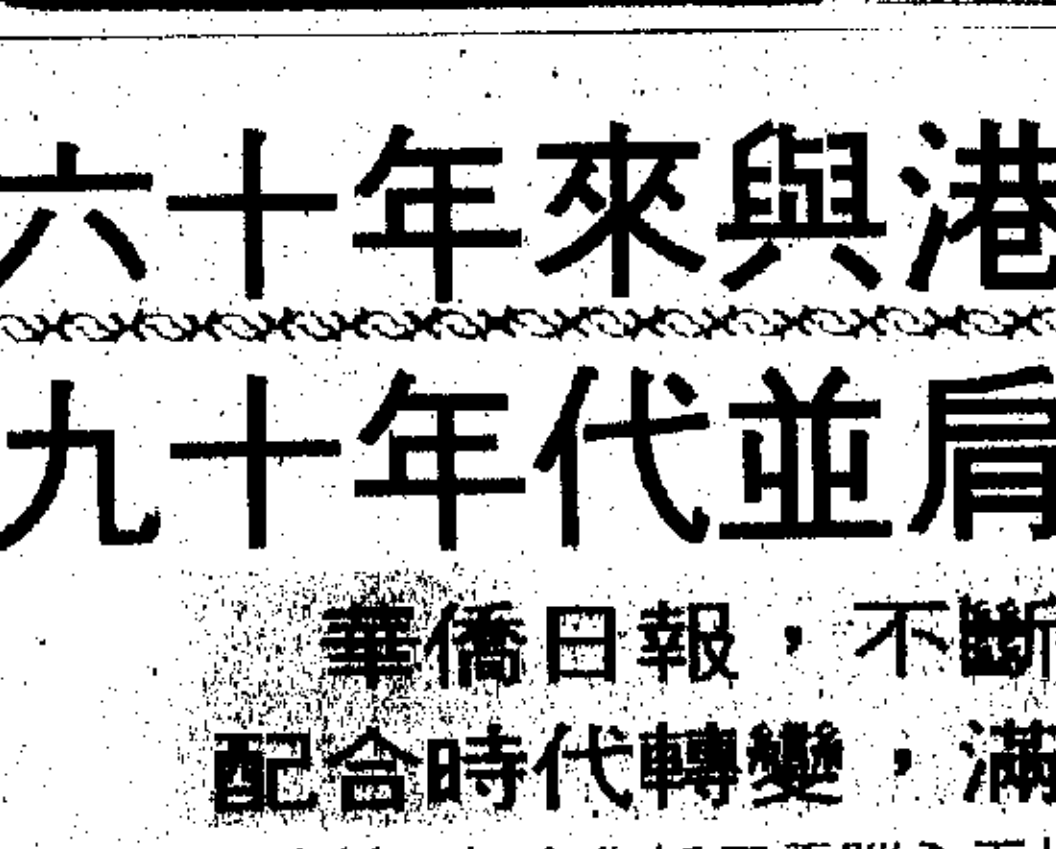 六十年來與港
九十年代並肩
華僑日報，不斷
配合時代轉變，滿